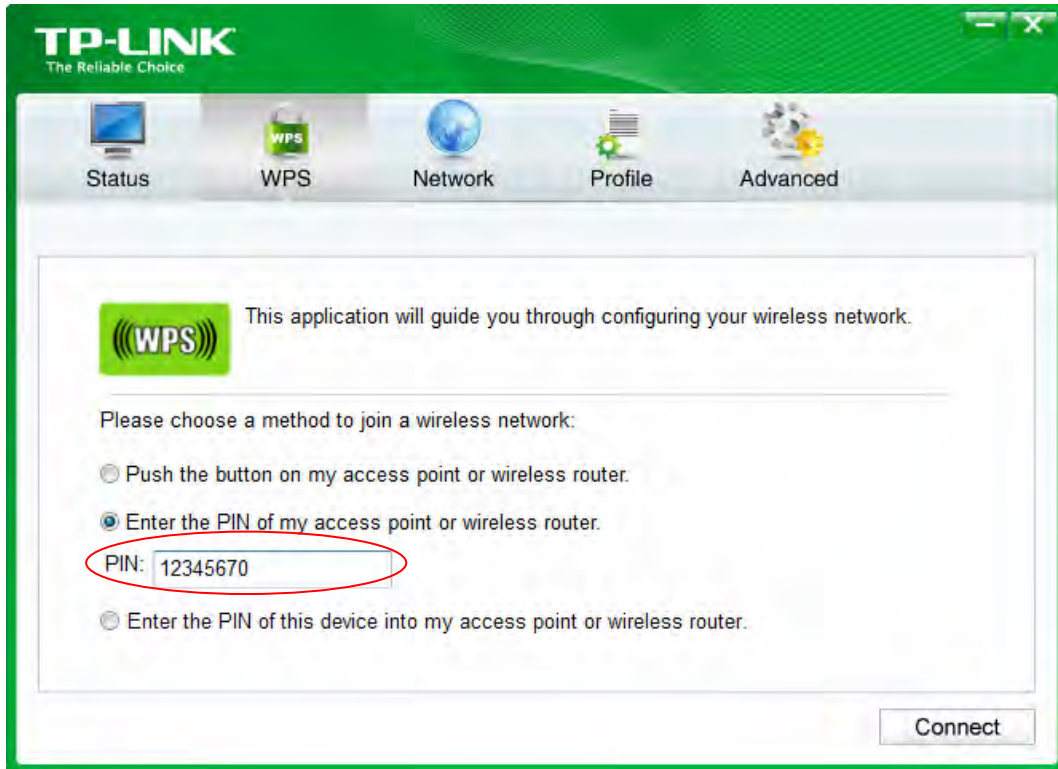 TP-LINK
The Reliable Choice
WPS
Status WPS Network Profile Advanced
(((WPS)))
This application will guide you through configuring your wireless network.
Please choose a method to join a wireless network:
Push the button on my access point or wireless router.
Enter the PIN of my access point or wireless router.
PIN: 12345670
Enter the PIN of this device into my access point or wireless router.
Connect